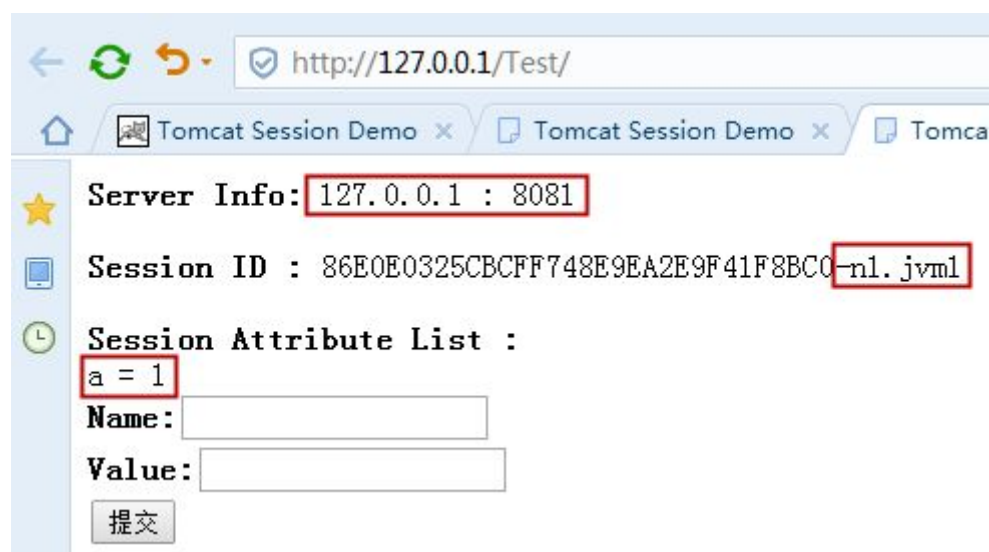 http://127.0.0.1/Test/
Tomcat Session Demo × Tomcat Session Demo × Tomca
Server Info: 127.0.0.1 : 8081
Session ID : 86E0E0325CBCFF748E9EA2E9F41F8BC0-n1.jvm1
Session Attribute List :
a = 1
Name:
Value:
提交